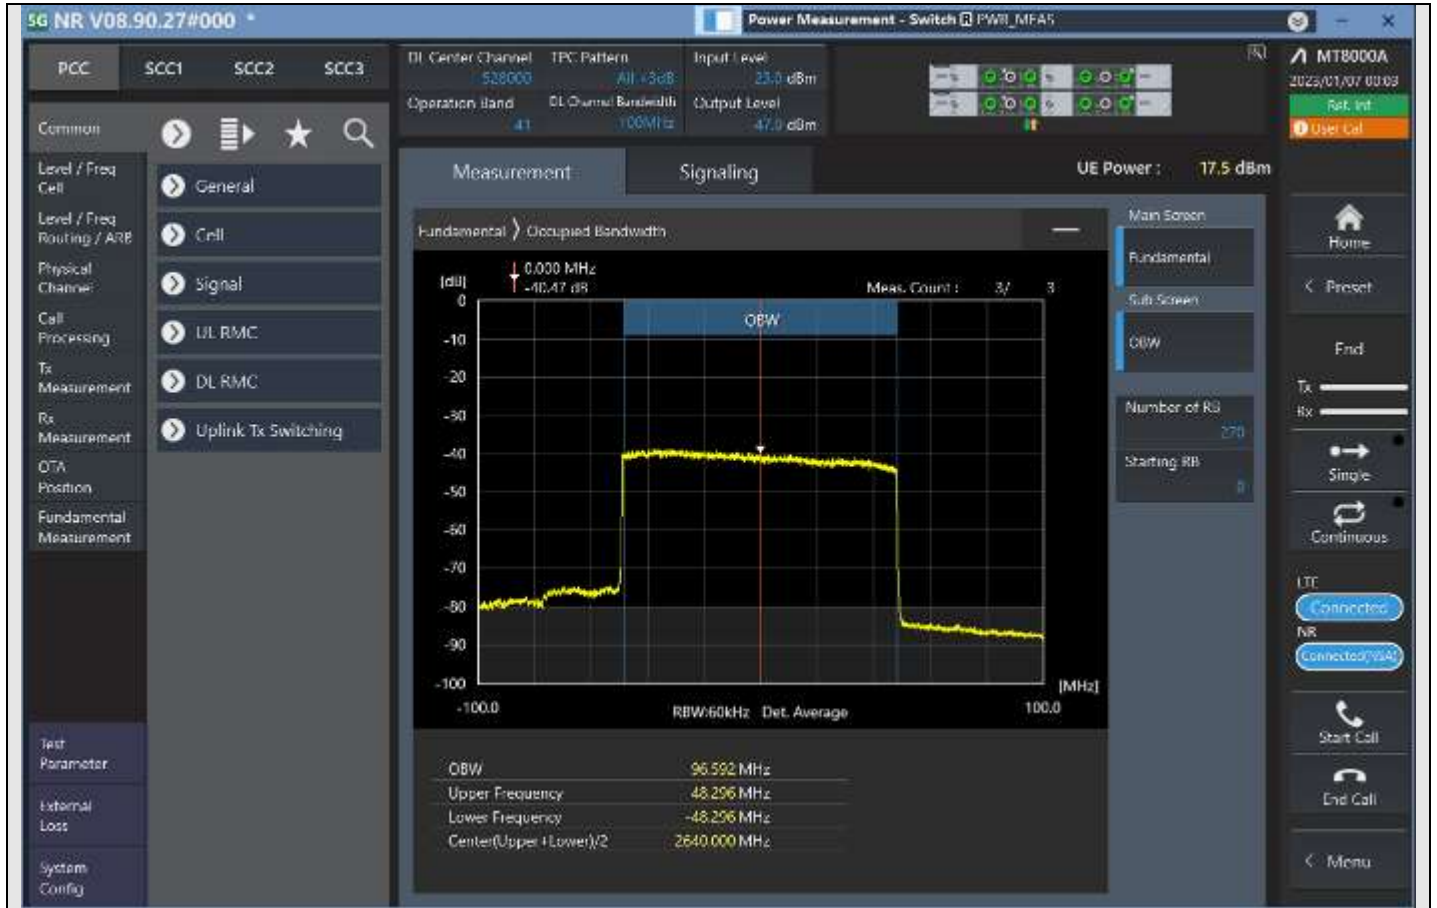 SG NR V08.90.27#000 *
Power Measurement - Switch R PWR_MEAS
PCC SCC1 SCC2 SCC3
DL Center Channel TPC Pattern Input Level
528000 All +3dB 23.0 dBm
Operation Band DL Channel Bandwidth Output Level
41 100MHz -47.0 dBm
MT8000A
2023/01/07 00:03
Ref. Int
User Cal
Common
Level / Freq
Cell
Level / Freq
Routing / ARB
Physical
Channel
Call
Processing
Tx
Measurement
Rx
Measurement
OTA
Position
Fundamental
Measurement
Test
Parameter
External
Loss
System
Config
General
Cell
Signal
UL RMC
DL RMC
Uplink Tx Switching
Measurement Signaling
UE Power : 17.5 dBm
Fundamental > Occupied Bandwidth
[dB]
0.000 MHz
-40.47 dB
Meas. Count : 3/ 3
OBW
0
-10
-20
-30
-40
-50
-60
-70
-80
-90
-100
[MHz]
-100.0 RBW:60kHz Det. Average 100.0
OBW 96.592 MHz
Upper Frequency 48.296 MHz
Lower Frequency -48.296 MHz
Center(Upper+Lower)/2 2640.000 MHz
Main Screen
Fundamental
Sub Screen
OBW
Number of RB
270
Starting RB
0
Home
< Preset
End
Tx
Rx
Single
Continuous
LTE
Connected
NR
Connected(NSA)
Start Call
End Call
< Menu